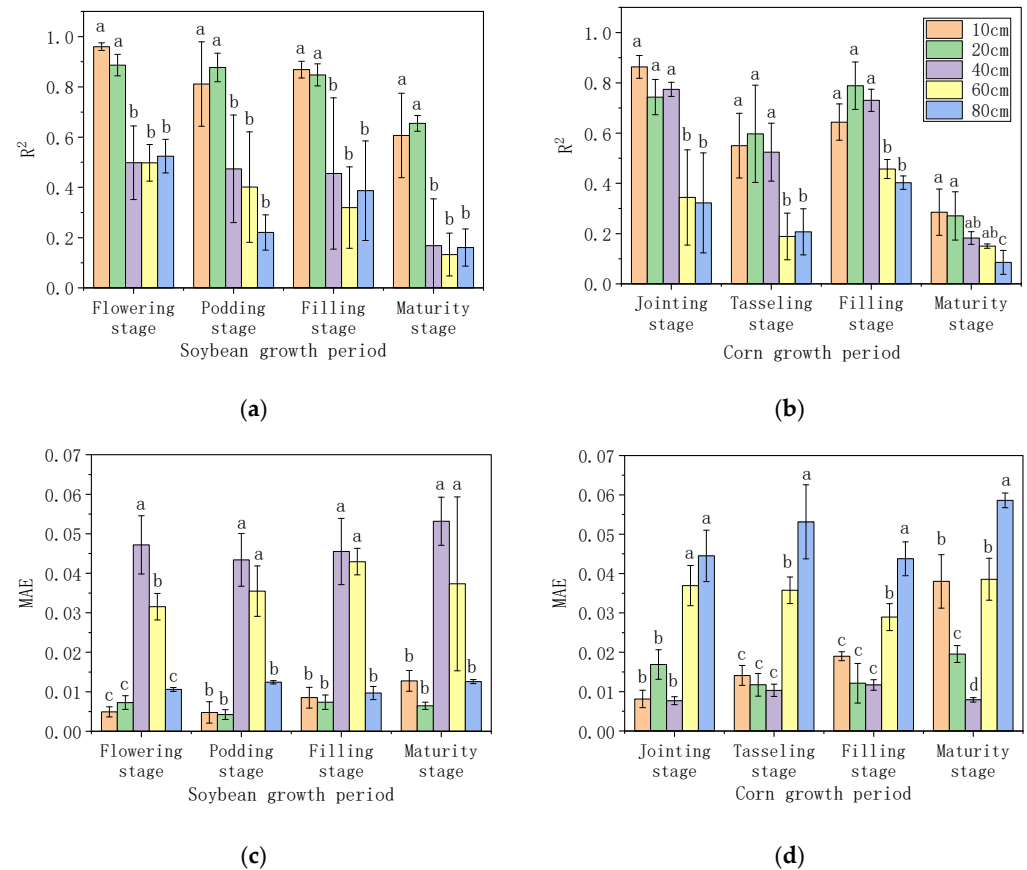 a a a a a a a a
b b b b b b b b b b b b
1.0
0.8
0.6
0.4
0.2
0.0
R²
Flowering stage Podding stage Filling stage Maturity stage
Soybean growth period
(a)
10cm
20cm
40cm
60cm
80cm
a a a b b a a a b b a a a b b a a ab ab c
1.0
0.8
0.6
0.4
0.2
0.0
R²
Jointing stage Tasseling stage Filling stage Maturity stage
Corn growth period
(b)
0.07
0.06
0.05
0.04
0.03
0.02
0.01
0.00
MAE
c c a b b b b a a b b b a a b b b a a b
Flowering stage Podding stage Filling stage Maturity stage
Soybean growth period
(c)
0.07
0.06
0.05
0.04
0.03
0.02
0.01
0.00
MAE
b b b a a c c c b a c c c b a b c d b a
Jointing stage Tasseling stage Filling stage Maturity stage
Corn growth period
(d)